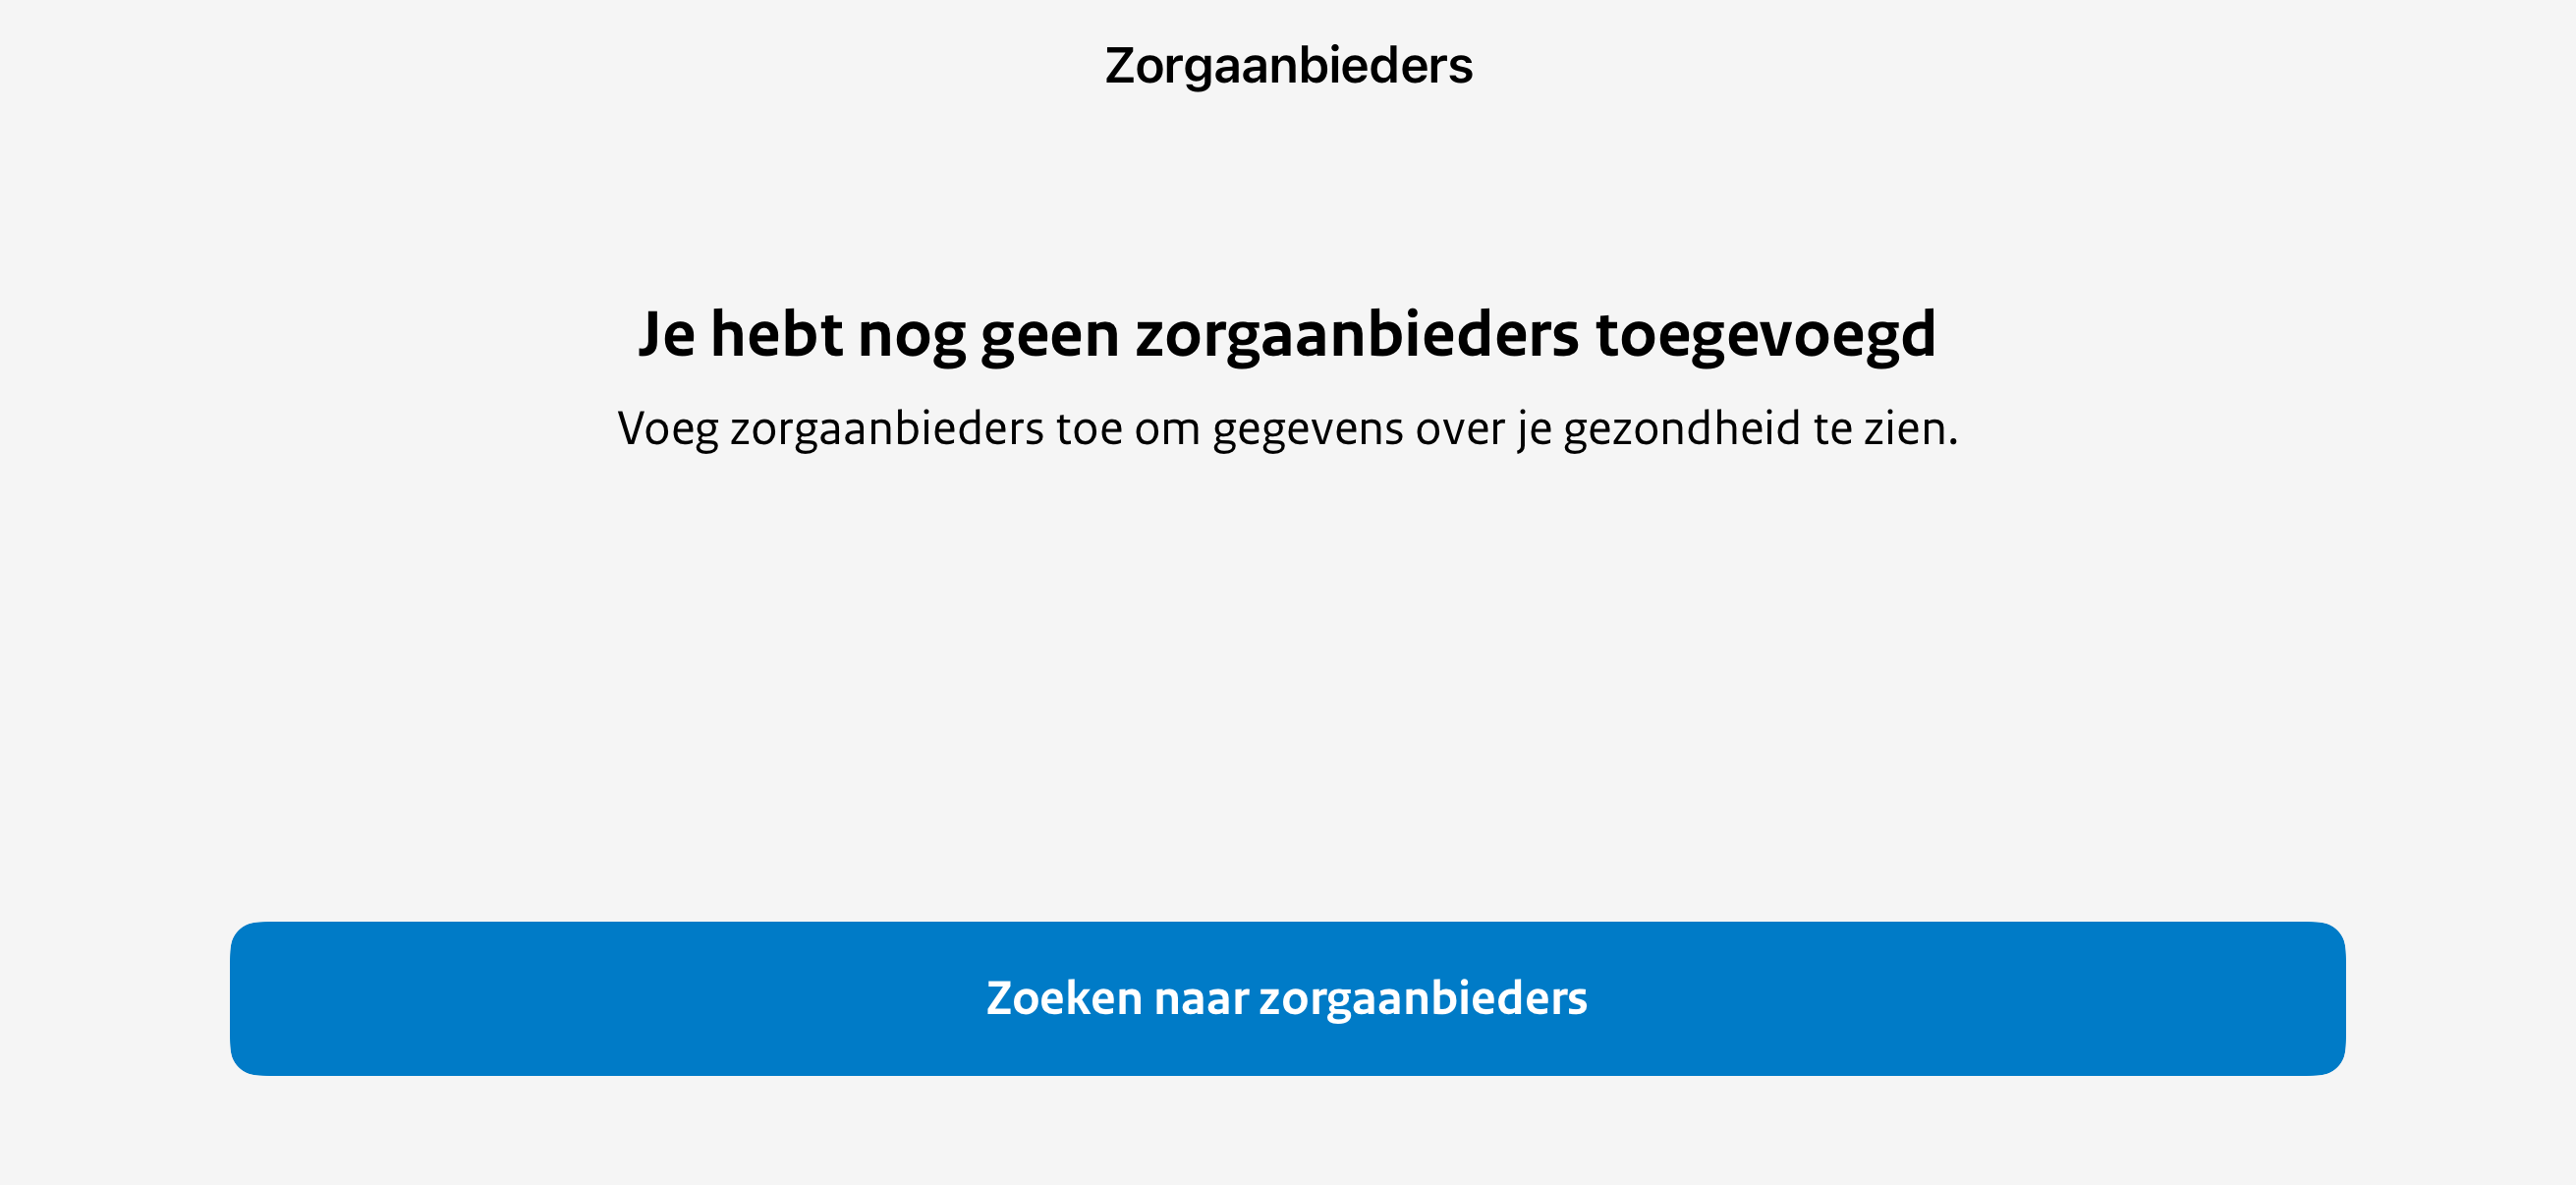 Zorgaanbieders
Je hebt nog geen zorgaanbieders toegevoegd
Voeg zorgaanbieders toe om gegevens over je gezondheid te zien.
Zoeken naar zorgaanbieders